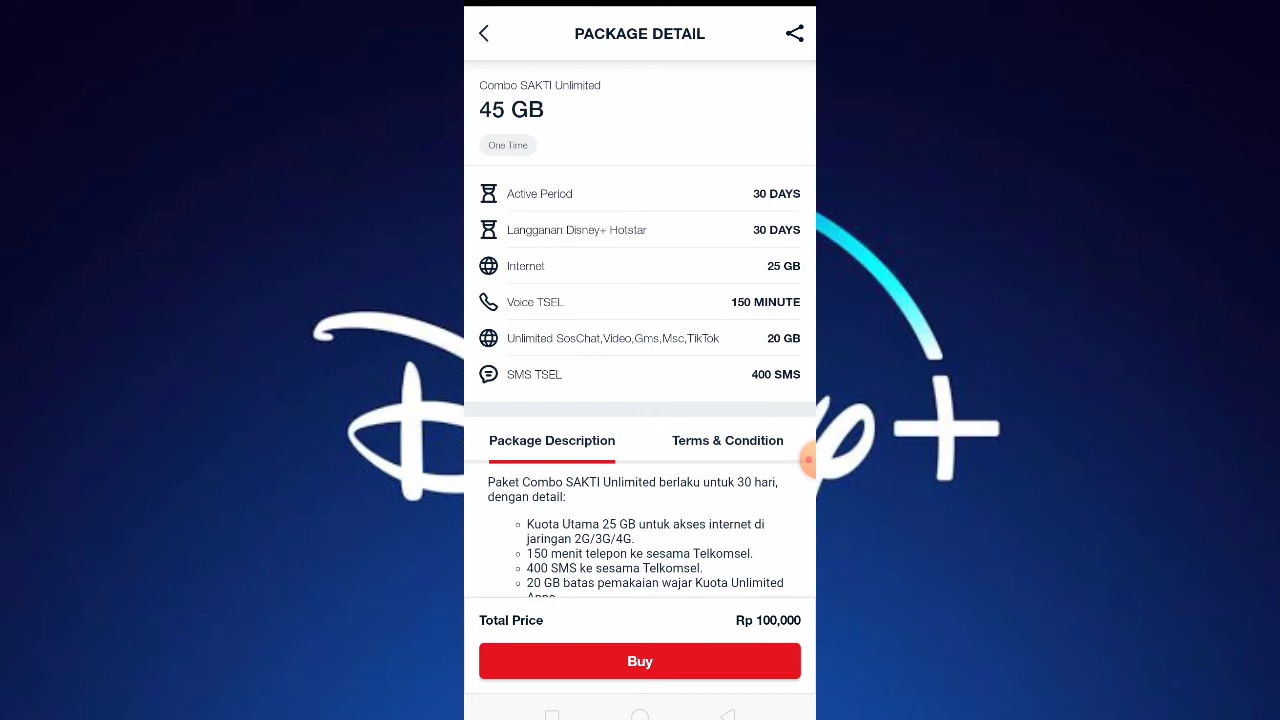 PACKAGE DETAIL
Combo SAKTI Unlimited
45 GB
One Time
Active Period 30 DAYS
Langganan Disney+ Hotstar 30 DAYS
Internet 25 GB
Voice TSEL 150 MINUTE
Unlimited SosChat,Video,Gms,Msc,TikTok 20 GB
SMS TSEL 400 SMS
Package Description Terms & Condition
Paket Combo SAKTI Unlimited berlaku untuk 30 hari,
dengan detail:
Kuota Utama 25 GB untuk akses internet di
jaringan 2G/3G/4G.
150 menit telepon ke sesama Telkomsel.
400 SMS ke sesama Telkomsel.
20 GB batas pemakaian wajar Kuota Unlimited
Total Price Rp 100,000
Buy